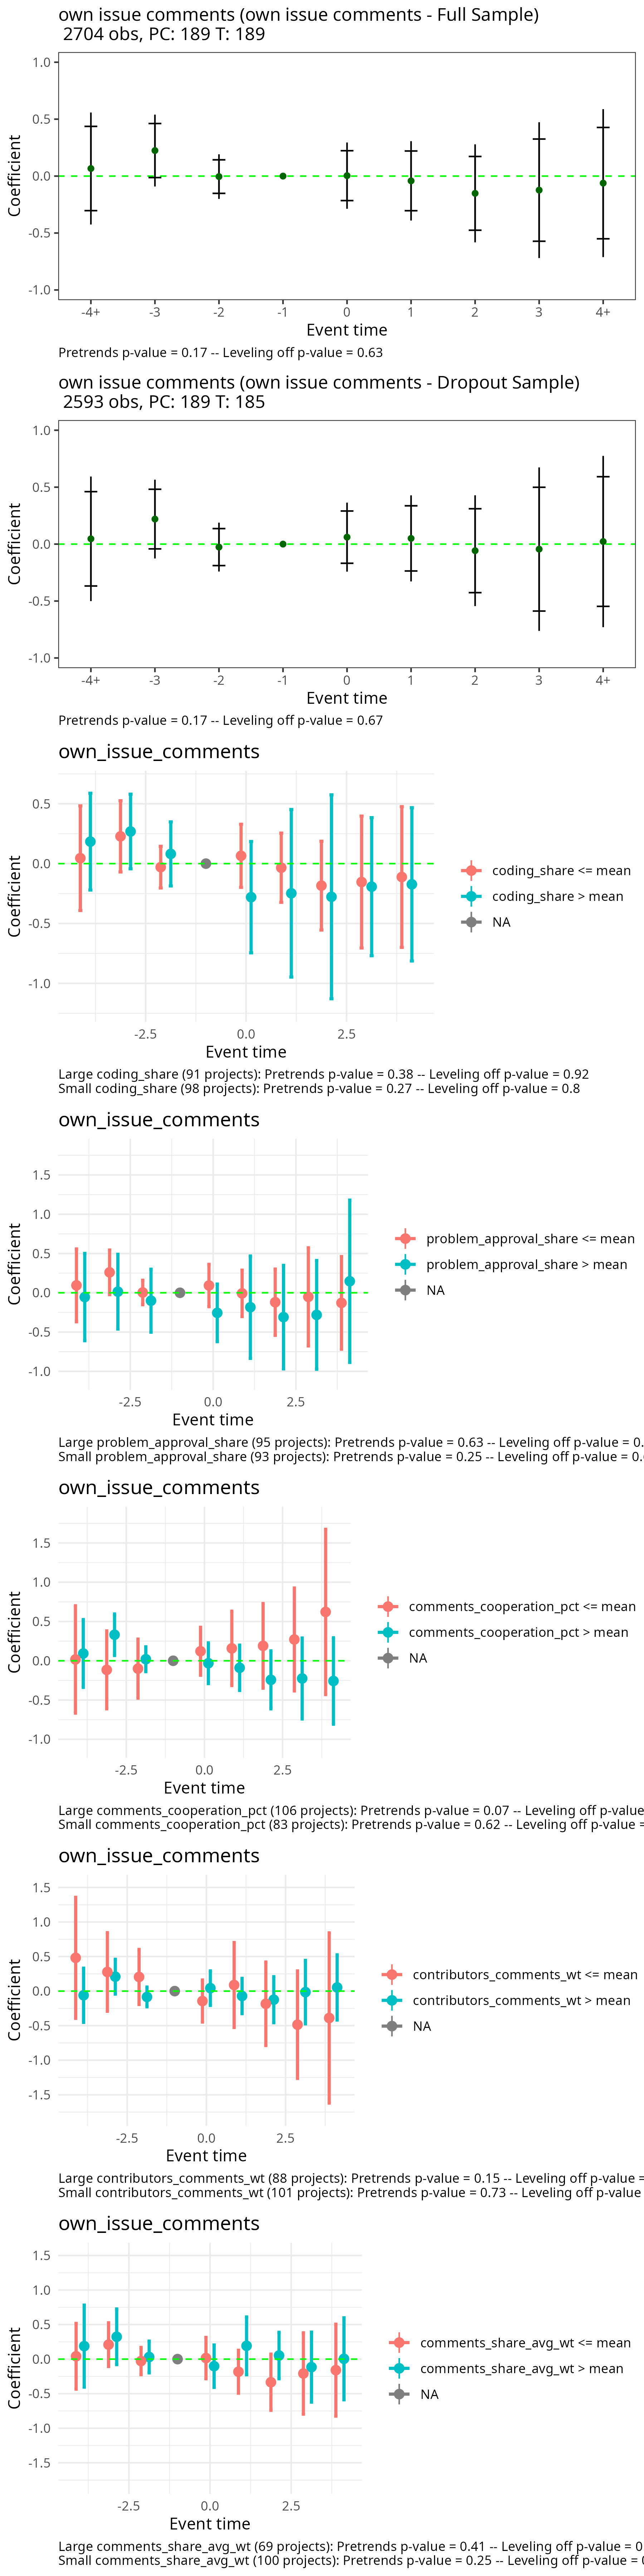 own issue comments (own issue comments - Full Sample)
2704 obs, PC: 189 T: 189
1.0
0.5
0.0
-0.5
-1.0
Coefficient
-4+ -3 -2 -1 0 1 2 3 4+
Event time
Pretrends p-value = 0.17 -- Leveling off p-value = 0.63
own issue comments (own issue comments - Dropout Sample)
2593 obs, PC: 189 T: 185
1.0
0.5
0.0
-0.5
-1.0
Coefficient
-4+ -3 -2 -1 0 1 2 3 4+
Event time
Pretrends p-value = 0.17 -- Leveling off p-value = 0.67
own_issue_comments
0.5
0.0
-0.5
-1.0
Coefficient
-2.5 0.0 2.5
Event time
coding_share <= mean
coding_share > mean
NA
Large coding_share (91 projects): Pretrends p-value = 0.38 -- Leveling off p-value = 0.92
Small coding_share (98 projects): Pretrends p-value = 0.27 -- Leveling off p-value = 0.8
own_issue_comments
1.5
1.0
0.5
0.0
-0.5
-1.0
Coefficient
-2.5 0.0 2.5
Event time
problem_approval_share <= mean
problem_approval_share > mean
NA
Large problem_approval_share (95 projects): Pretrends p-value = 0.63 -- Leveling off p-value = 0.
Small problem_approval_share (93 projects): Pretrends p-value = 0.25 -- Leveling off p-value = 0.
own_issue_comments
1.5
1.0
0.5
0.0
-0.5
-1.0
Coefficient
-2.5 0.0 2.5
Event time
comments_cooperation_pct <= mean
comments_cooperation_pct > mean
NA
Large comments_cooperation_pct (106 projects): Pretrends p-value = 0.07 -- Leveling off p-value
Small comments_cooperation_pct (83 projects): Pretrends p-value = 0.62 -- Leveling off p-value =
own_issue_comments
1.5
1.0
0.5
0.0
-0.5
-1.0
-1.5
Coefficient
-2.5 0.0 2.5
Event time
contributors_comments_wt <= mean
contributors_comments_wt > mean
NA
Large contributors_comments_wt (88 projects): Pretrends p-value = 0.15 -- Leveling off p-value =
Small contributors_comments_wt (101 projects): Pretrends p-value = 0.73 -- Leveling off p-value
own_issue_comments
1.5
1.0
0.5
0.0
-0.5
-1.0
-1.5
Coefficient
-2.5 0.0 2.5
Event time
comments_share_avg_wt <= mean
comments_share_avg_wt > mean
NA
Large comments_share_avg_wt (69 projects): Pretrends p-value = 0.41 -- Leveling off p-value = 0
Small comments_share_avg_wt (100 projects): Pretrends p-value = 0.25 -- Leveling off p-value =